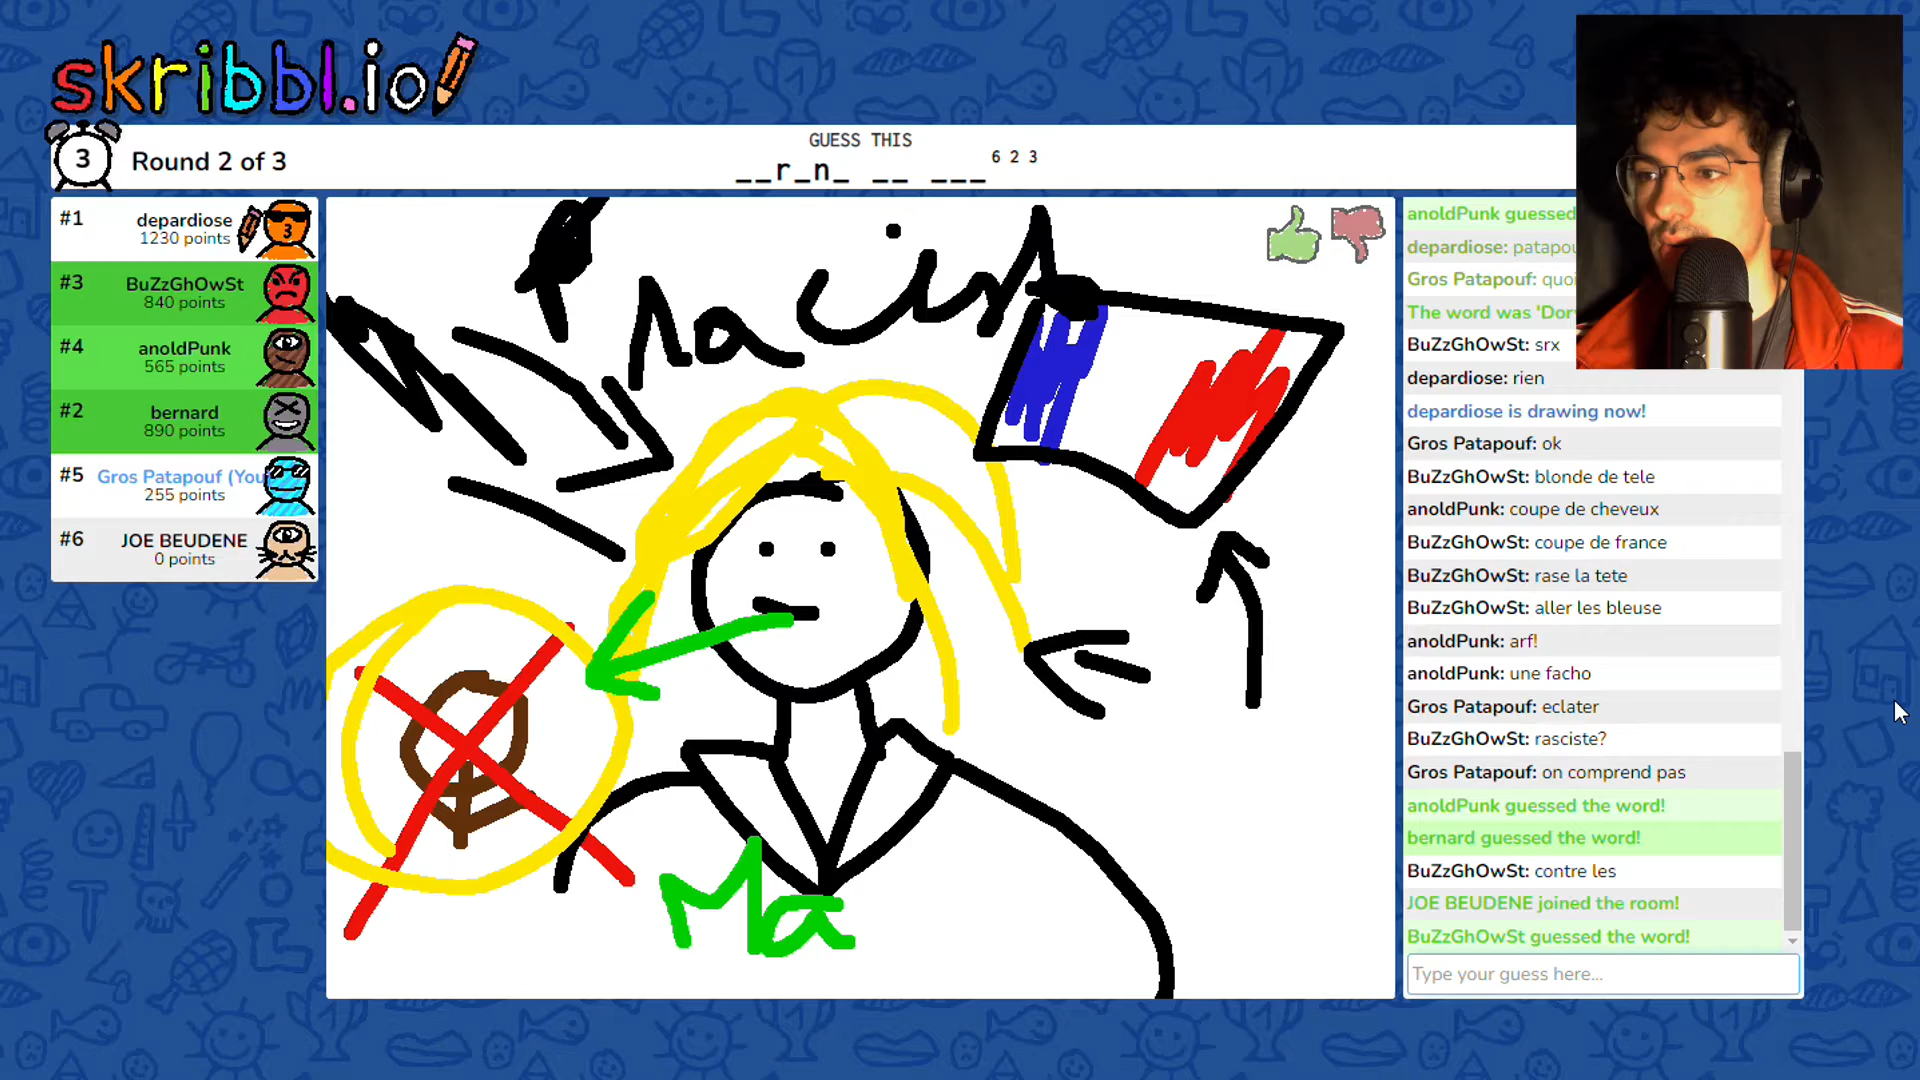 skribbl.io
3
Round 2 of 3
GUESS THIS
__r_n_ __ ___ 6 2 3
#1
depardiose
1230 points
#3
BuZzGhOwSt
840 points
#4
anoldPunk
565 points
#2
bernard
890 points
#5
Gros Patapouf (You
255 points
#6
JOE BEUDENE
0 points
racist
Ma
anoldPunk guessed
depardiose: patapou
Gros Patapouf: quoi
The word was 'Dor
BuZzGhOwSt: srx
depardiose: rien
depardiose is drawing now!
Gros Patapouf: ok
BuZzGhOwSt: blonde de tele
anoldPunk: coupe de cheveux
BuZzGhOwSt: coupe de france
BuZzGhOwSt: rase la tete
BuZzGhOwSt: aller les bleuse
anoldPunk: arf!
anoldPunk: une facho
Gros Patapouf: eclater
BuZzGhOwSt: rasciste?
Gros Patapouf: on comprend pas
anoldPunk guessed the word!
bernard guessed the word!
BuZzGhOwSt: contre les
JOE BEUDENE joined the room!
BuZzGhOwSt guessed the word!
Type your guess here...